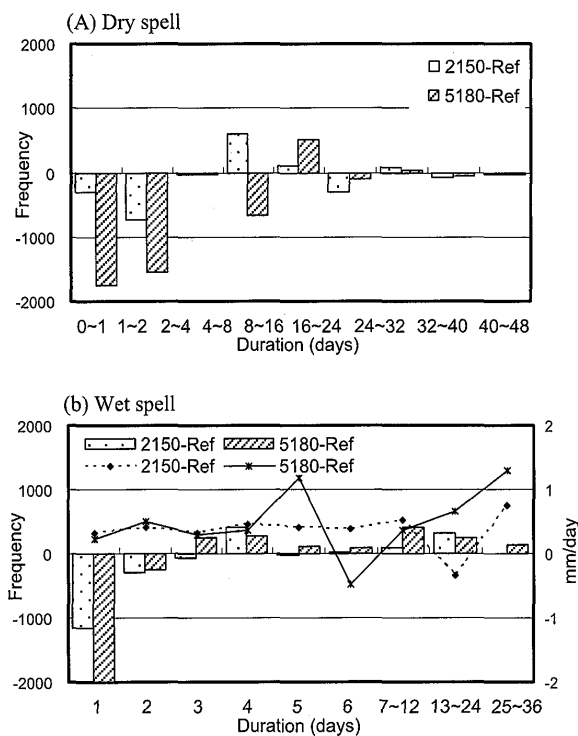 (A) Dry spell
2000
1000
0
-1000
-2000
Frequency
2150-Ref
5180-Ref
0~1 1~2 2~4 4~8 8~16 16~24 24~32 32~40 40~48
Duration (days)
(b) Wet spell
2000
1000
0
-1000
-2000
Frequency
2150-Ref 5180-Ref
2150-Ref 5180-Ref
2
1
0
-1
-2
mm/day
1 2 3 4 5 6 7~12 13~24 25~36
Duration (days)